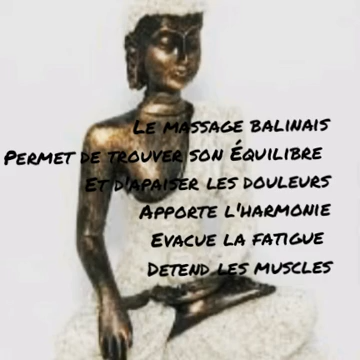 Le massage balinais
Permet de trouver son Équilibre
Et d'apaiser les douleurs
Apporte l'harmonie
Evacue la fatigue
Detend les muscles